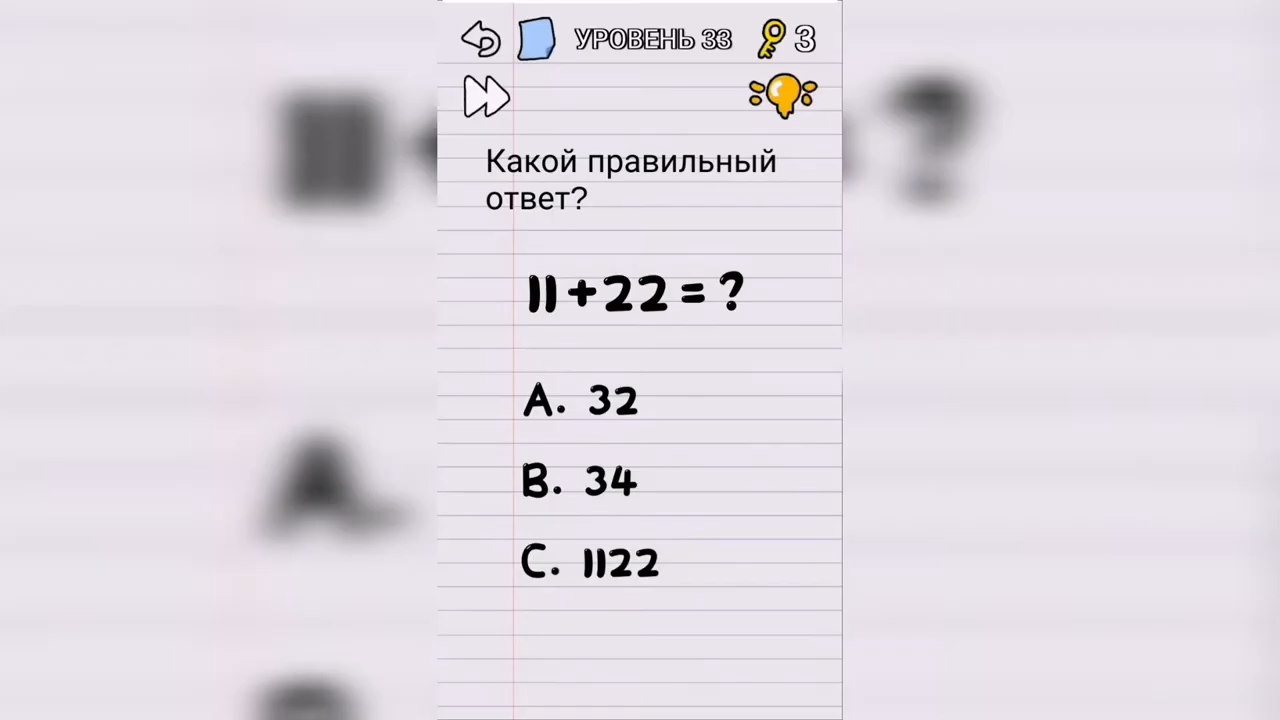 УРОВЕНЬ 33
3
Какой правильный
ответ?
11+22=?
A. 32
B. 34
C. 1122